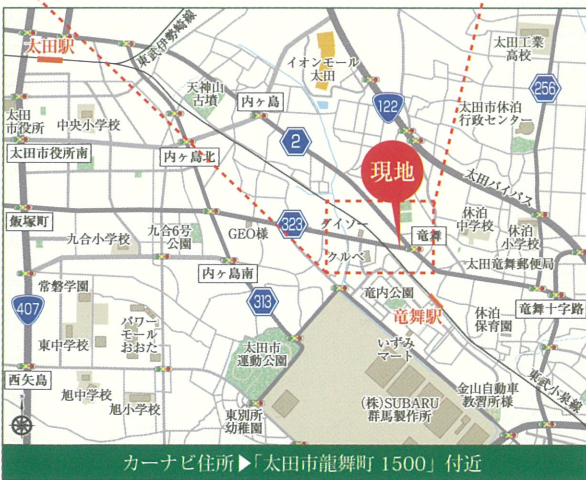 太田駅
東武伊勢崎線
イオンモール
太田
太田工業
高校
256
天神山
古墳
内ヶ島
122
太田
市役所
中央小学校
2
太田市休泊
行政センター
太田市役所南
内ヶ島北
現地
太田バイパス
飯塚町
323
ダイソー
竜舞
休泊
中学校
休泊
小学校
九合小学校
九合6号
公園
GEO様
クルベ
太田竜舞郵便局
内ヶ島南
常磐学園
313
竜内公園
竜舞駅
竜舞十字路
407
パワー
モール
おおた
休泊
保育園
東中学校
太田市
運動公園
いずみ
マート
西矢島
旭中学校
旭小学校
(株)SUBARU
群馬製作所
金山自動車
教習所様
東武小泉線
東別所
幼稚園
カーナビ住所▶「太田市龍舞町 1500」付近